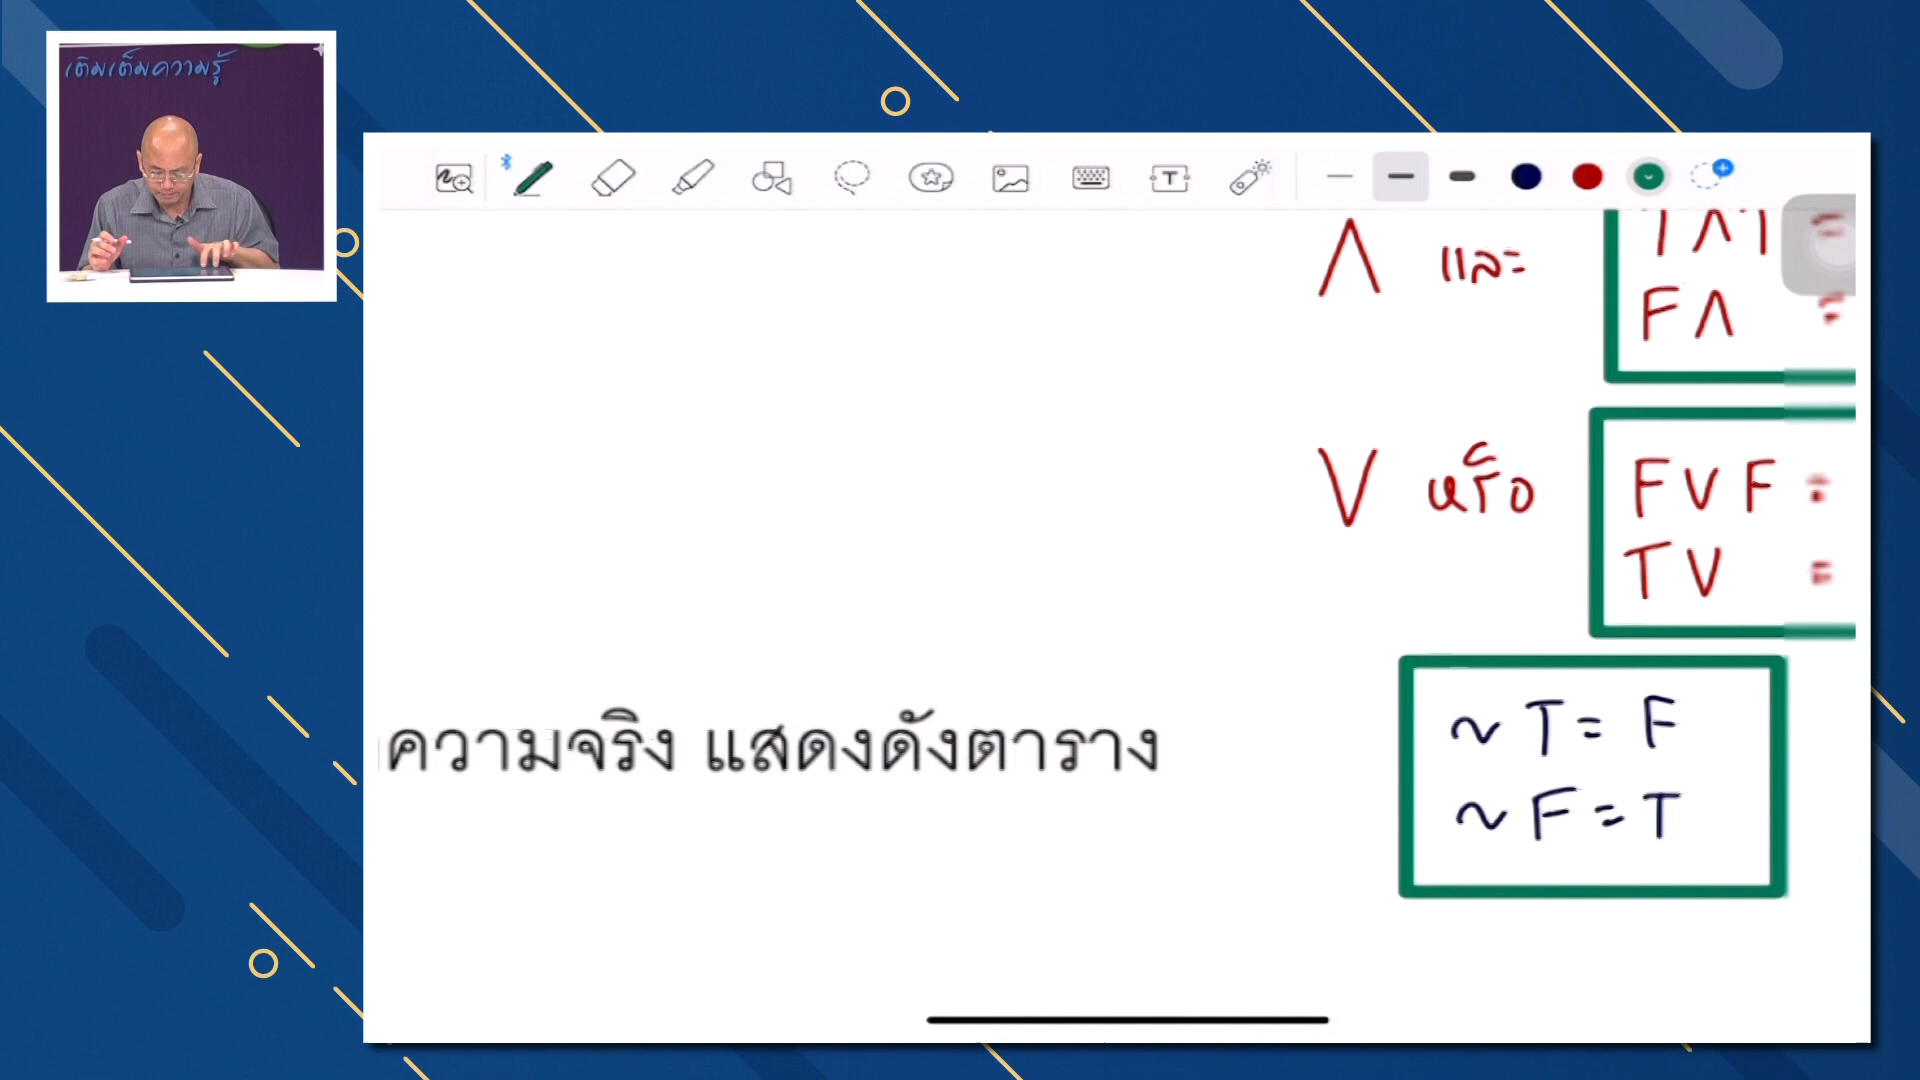 เติมเต็มความรู้
T
∧ และ
T ∧ T =
F ∧ =
∨ หรือ
F ∨ F =
T ∨ =
ความจริง แสดงดังตาราง
~ T = F
~ F = T